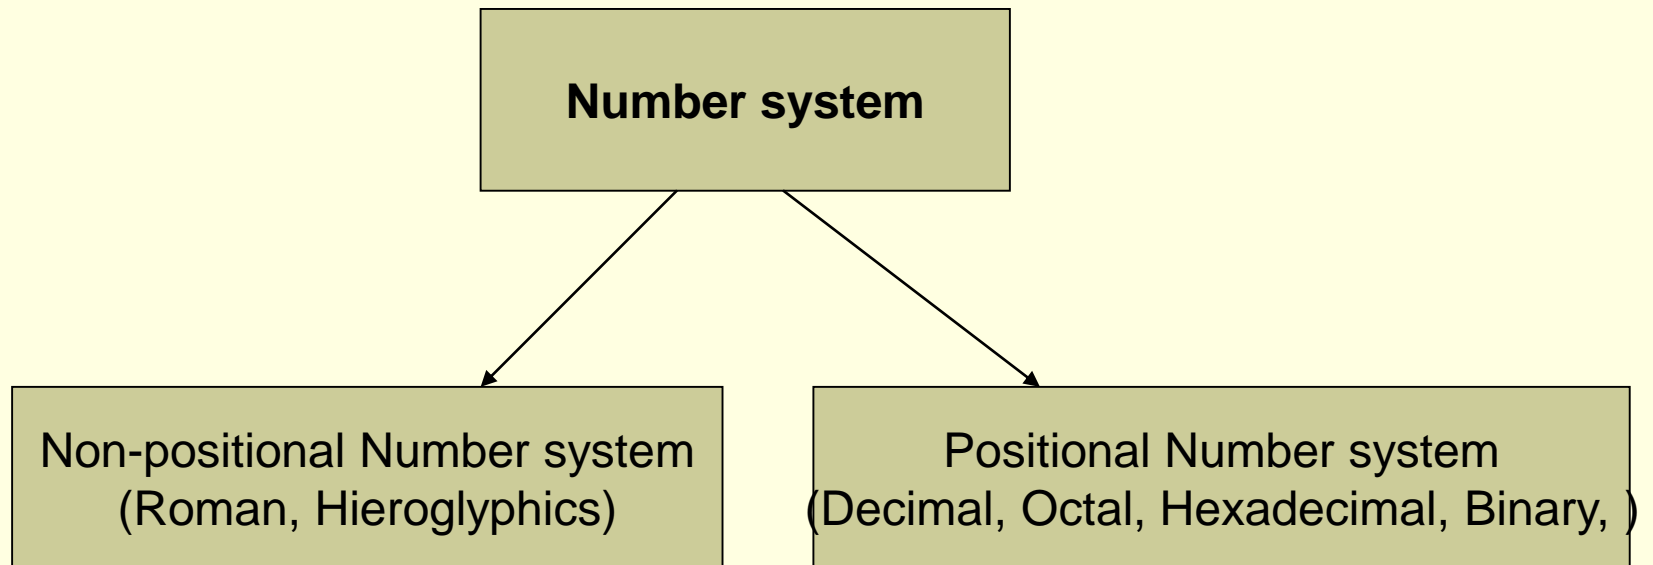 Number system
Non-positional Number system
(Roman, Hieroglyphics)
Positional Number system
(Decimal, Octal, Hexadecimal, Binary, )